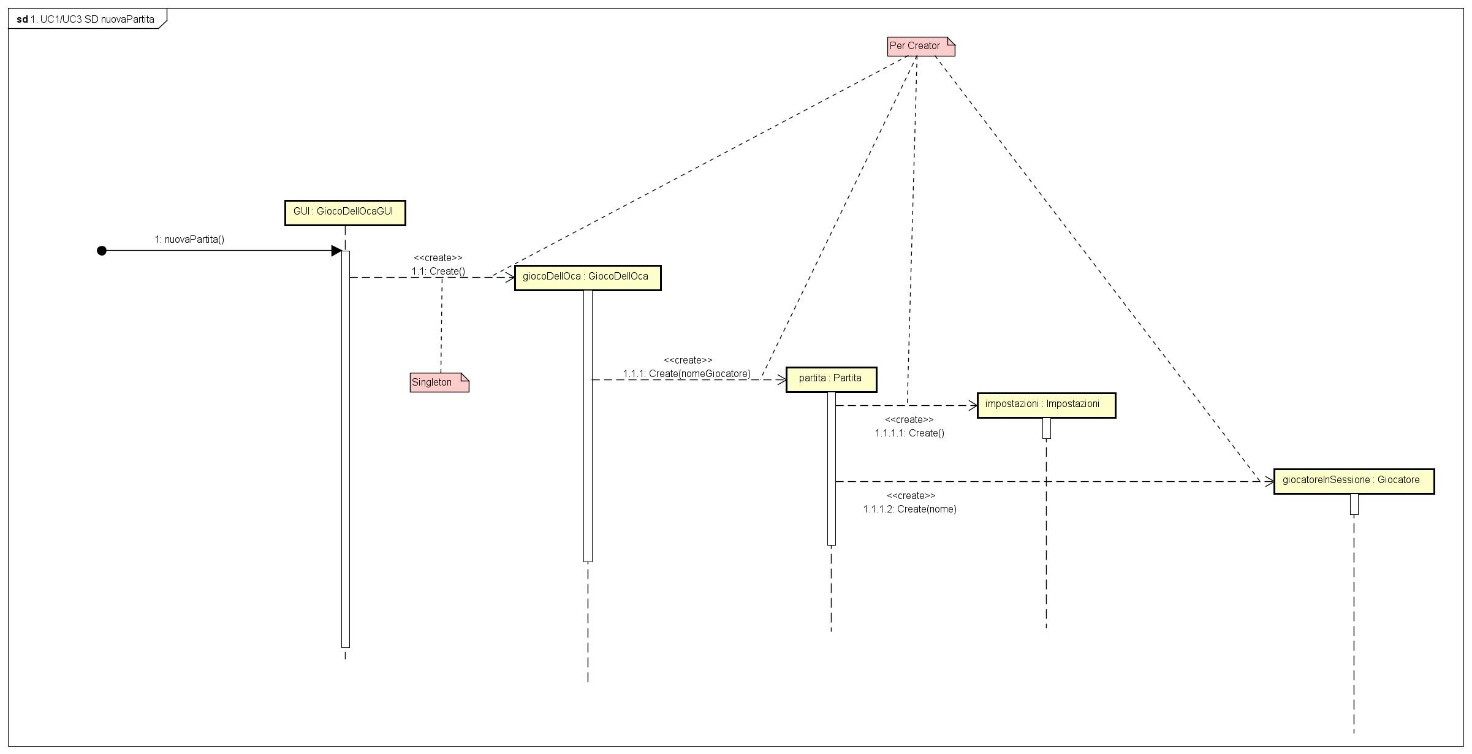 sd 1. UC1/UC3 SD nuovaPartita
Per Creator
GUI : GiocoDellOcaGUI
1: nuovaPartita()
<<create>>
1.1: Create()
giocoDellOca : GiocoDellOca
<<create>>
1.1.1: Create(nomeGiocatore)
Singleton
partita : Partita
impostazioni : Impostazioni
<<create>>
1.1.1.1: Create()
giocatoreInSessione : Giocatore
<<create>>
1.1.1.2: Create(nome)